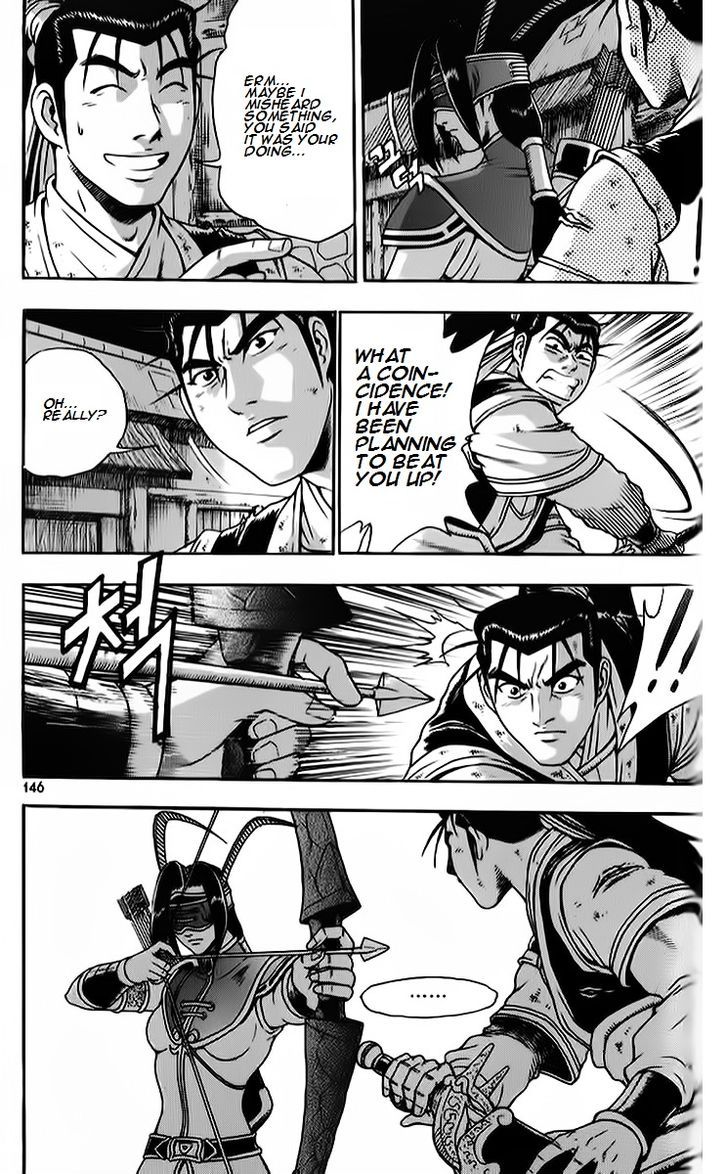 ERM...
MAYBE I
MISHEARD
SOMETHING,
YOU SAID
IT WAS YOUR
DOING...
OH...
REALLY?
WHAT
A COIN-
CIDENCE!
I HAVE
BEEN
PLANNING
TO BEAT
YOU UP!
척
!!
146
......